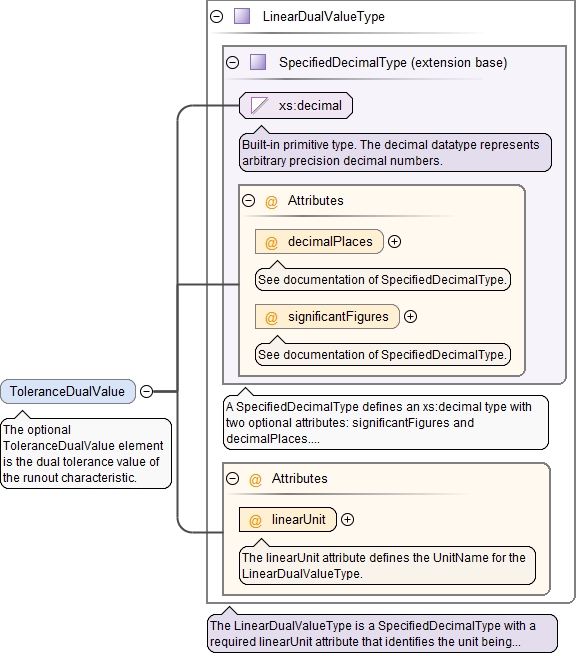 LinearDualValueType
SpecifiedDecimalType (extension base)
xs:decimal
Built-in primitive type. The decimal datatype represents
arbitrary precision decimal numbers.
@ Attributes
@ decimalPlaces
See documentation of SpecifiedDecimalType.
@ significantFigures
See documentation of SpecifiedDecimalType.
ToleranceDualValue
The optional
ToleranceDualValue element
is the dual tolerance value of
the runout characteristic.
A SpecifiedDecimalType defines an xs:decimal type with
two optional attributes: significantFigures and
decimalPlaces....
@ Attributes
@ linearUnit
The linearUnit attribute defines the UnitName for the
LinearDualValueType.
The LinearDualValueType is a SpecifiedDecimalType with a
required linearUnit attribute that identifies the unit being...